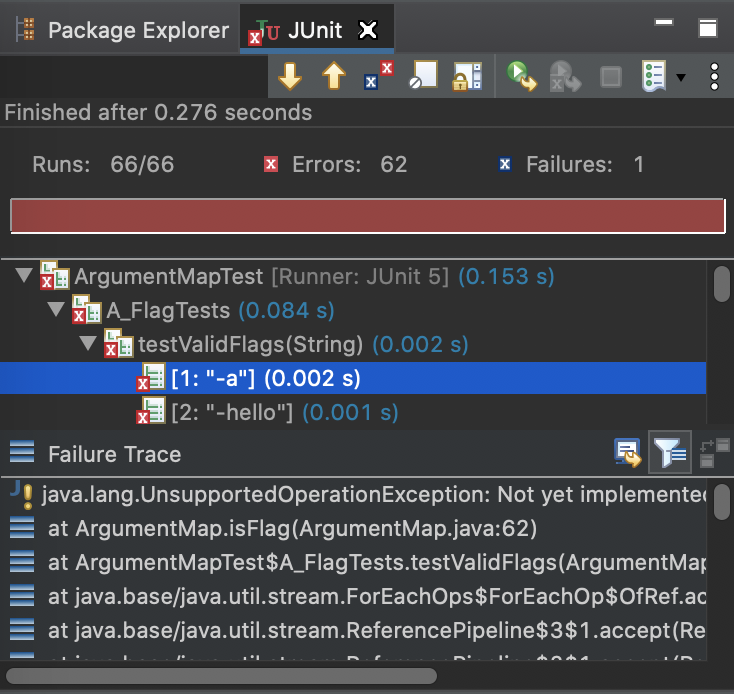 Package Explorer JUnit
Finished after 0.276 seconds
Runs: 66/66 Errors: 62 Failures: 1
ArgumentMapTest [Runner: JUnit 5] (0.153 s)
A_FlagTests (0.084 s)
testValidFlags(String) (0.002 s)
[1: "-a"] (0.002 s)
[2: "-hello"] (0.001 s)
Failure Trace
java.lang.UnsupportedOperationException: Not yet implemented
at ArgumentMap.isFlag(ArgumentMap.java:62)
at ArgumentMapTest$A_FlagTests.testValidFlags(ArgumentMap
at java.base/java.util.stream.ForEachOps$ForEachOp$OfRef.ac
at java.base/java.util.stream.ReferencePipeline$3$1.accept(Re